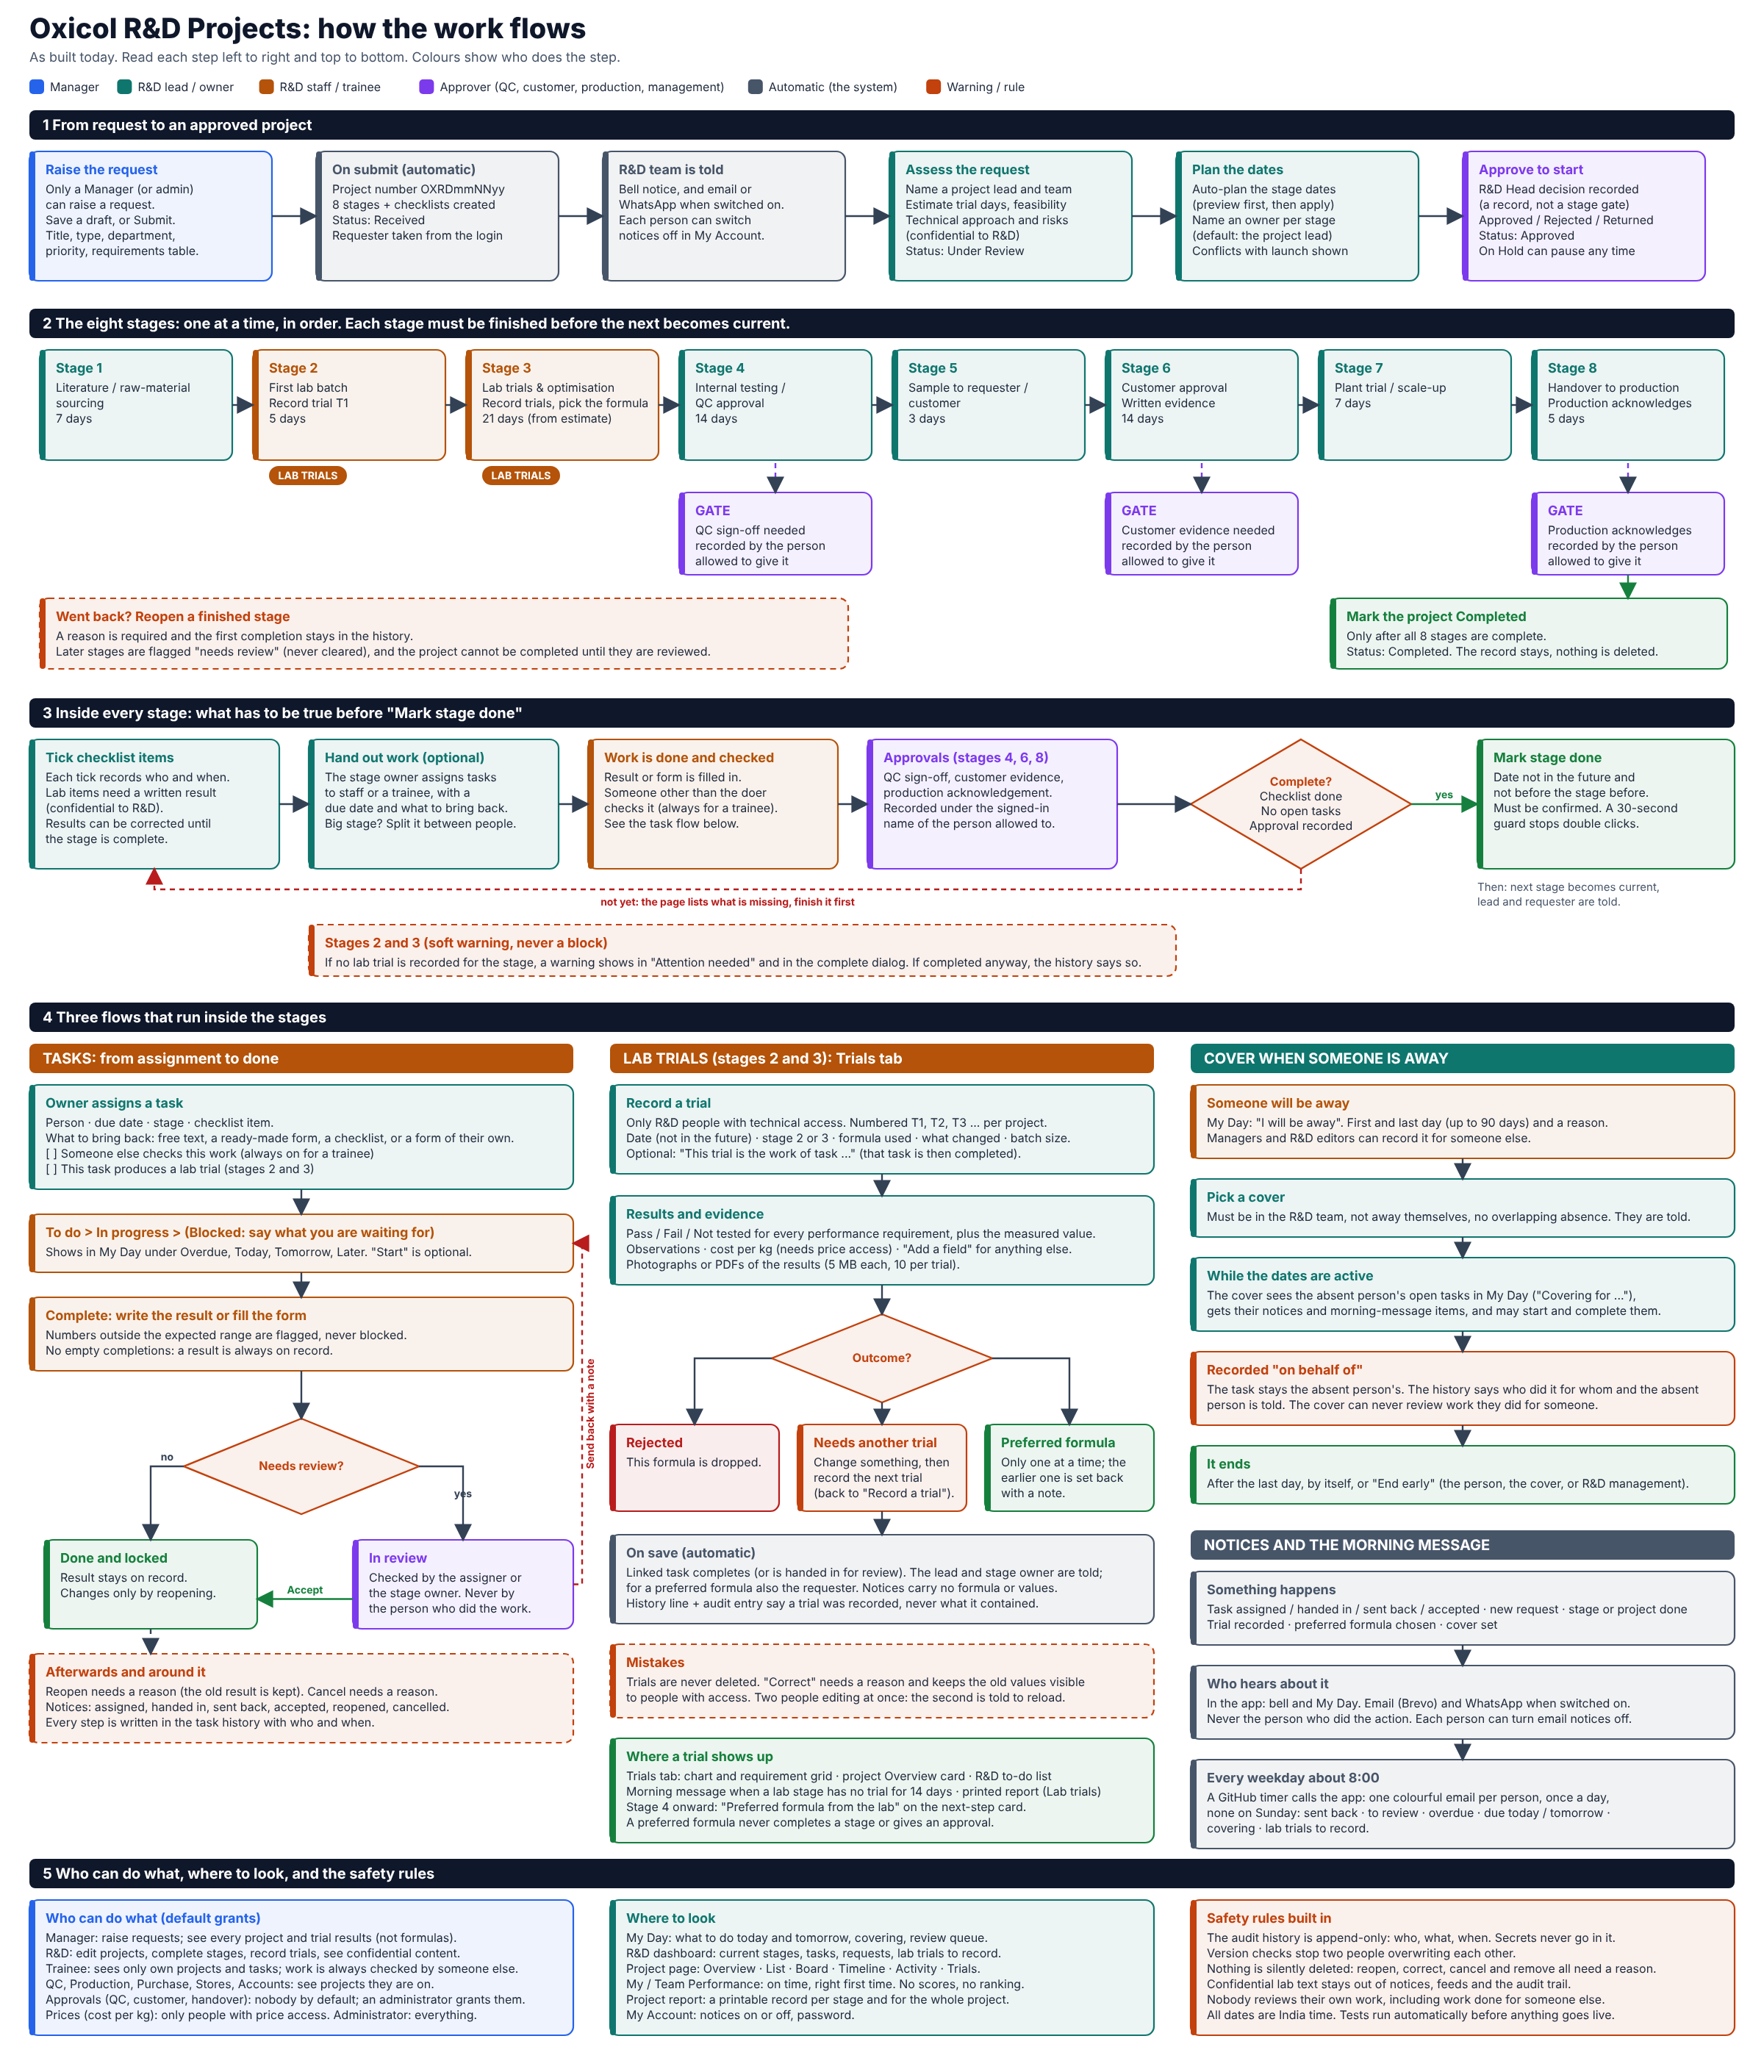 Oxicol R&D Projects: how the work flows
As built today. Read each step left to right and top to bottom. Colours show who does the step.
Manager
R&D lead / owner
R&D staff / trainee
Approver (QC, customer, production, management)
Automatic (the system)
Warning / rule
1 From request to an approved project
Raise the request
Only a Manager (or admin)
can raise a request.
Save a draft, or Submit.
Title, type, department,
priority, requirements table.
On submit (automatic)
Project number OXRDmmNNyy
8 stages + checklists created
Status: Received
Requester taken from the login
R&D team is told
Bell notice, and email or
WhatsApp when switched on.
Each person can switch
notices off in My Account.
Assess the request
Name a project lead and team
Estimate trial days, feasibility
Technical approach and risks
(confidential to R&D)
Status: Under Review
Plan the dates
Auto-plan the stage dates
(preview first, then apply)
Name an owner per stage
(default: the project lead)
Conflicts with launch shown
Approve to start
R&D Head decision recorded
(a record, not a stage gate)
Approved / Rejected / Returned
Status: Approved
On Hold can pause any time
2 The eight stages: one at a time, in order. Each stage must be finished before the next becomes current.
Stage 1
Literature / raw-material
sourcing
7 days
Stage 2
First lab batch
Record trial T1
5 days
Stage 3
Lab trials & optimisation
Record trials, pick the formula
21 days (from estimate)
Stage 4
Internal testing /
QC approval
14 days
Stage 5
Sample to requester /
customer
3 days
Stage 6
Customer approval
Written evidence
14 days
Stage 7
Plant trial / scale-up
7 days
Stage 8
Handover to production
Production acknowledges
5 days
LAB TRIALS
LAB TRIALS
GATE
QC sign-off needed
recorded by the person
allowed to give it
GATE
Customer evidence needed
recorded by the person
allowed to give it
GATE
Production acknowledges
recorded by the person
allowed to give it
Went back? Reopen a finished stage
A reason is required and the first completion stays in the history.
Later stages are flagged "needs review" (never cleared), and the project cannot be completed until they are reviewed.
Mark the project Completed
Only after all 8 stages are complete.
Status: Completed. The record stays, nothing is deleted.
3 Inside every stage: what has to be true before "Mark stage done"
Tick checklist items
Each tick records who and when.
Lab items need a written result
(confidential to R&D).
Results can be corrected until
the stage is complete.
Hand out work (optional)
The stage owner assigns tasks
to staff or a trainee, with a
due date and what to bring back.
Big stage? Split it between people.
Work is done and checked
Result or form is filled in.
Someone other than the doer
checks it (always for a trainee).
See the task flow below.
Approvals (stages 4, 6, 8)
QC sign-off, customer evidence,
production acknowledgement.
Recorded under the signed-in
name of the person allowed to.
Complete?
Checklist done
No open tasks
Approval recorded
yes
Mark stage done
Date not in the future and
not before the stage before.
Must be confirmed. A 30-second
guard stops double clicks.
not yet: the page lists what is missing, finish it first
Then: next stage becomes current,
lead and requester are told.
Stages 2 and 3 (soft warning, never a block)
If no lab trial is recorded for the stage, a warning shows in "Attention needed" and in the complete dialog. If completed anyway, the history says so.
4 Three flows that run inside the stages
TASKS: from assignment to done
Owner assigns a task
Person · due date · stage · checklist item.
What to bring back: free text, a ready-made form, a checklist, or a form of their own.
[ ] Someone else checks this work (always on for a trainee)
[ ] This task produces a lab trial (stages 2 and 3)
To do > In progress > (Blocked: say what you are waiting for)
Shows in My Day under Overdue, Today, Tomorrow, Later. "Start" is optional.
Complete: write the result or fill the form
Numbers outside the expected range are flagged, never blocked.
No empty completions: a result is always on record.
Send back with a note
Needs review?
no
yes
Done and locked
Result stays on record.
Changes only by reopening.
Accept
In review
Checked by the assigner or
the stage owner. Never by
the person who did the work.
Afterwards and around it
Reopen needs a reason (the old result is kept). Cancel needs a reason.
Notices: assigned, handed in, sent back, accepted, reopened, cancelled.
Every step is written in the task history with who and when.
LAB TRIALS (stages 2 and 3): Trials tab
Record a trial
Only R&D people with technical access. Numbered T1, T2, T3 ... per project.
Date (not in the future) · stage 2 or 3 · formula used · what changed · batch size.
Optional: "This trial is the work of task ..." (that task is then completed).
Results and evidence
Pass / Fail / Not tested for every performance requirement, plus the measured value.
Observations · cost per kg (needs price access) · "Add a field" for anything else.
Photographs or PDFs of the results (5 MB each, 10 per trial).
Outcome?
Rejected
This formula is dropped.
Needs another trial
Change something, then
record the next trial
(back to "Record a trial").
Preferred formula
Only one at a time; the
earlier one is set back
with a note.
On save (automatic)
Linked task completes (or is handed in for review). The lead and stage owner are told;
for a preferred formula also the requester. Notices carry no formula or values.
History line + audit entry say a trial was recorded, never what it contained.
Mistakes
Trials are never deleted. "Correct" needs a reason and keeps the old values visible
to people with access. Two people editing at once: the second is told to reload.
Where a trial shows up
Trials tab: chart and requirement grid · project Overview card · R&D to-do list
Morning message when a lab stage has no trial for 14 days · printed report (Lab trials)
Stage 4 onward: "Preferred formula from the lab" on the next-step card.
A preferred formula never completes a stage or gives an approval.
COVER WHEN SOMEONE IS AWAY
Someone will be away
My Day: "I will be away". First and last day (up to 90 days) and a reason.
Managers and R&D editors can record it for someone else.
Pick a cover
Must be in the R&D team, not away themselves, no overlapping absence. They are told.
While the dates are active
The cover sees the absent person's open tasks in My Day ("Covering for ..."),
gets their notices and morning-message items, and may start and complete them.
Recorded "on behalf of"
The task stays the absent person's. The history says who did it for whom and the absent
person is told. The cover can never review work they did for someone.
It ends
After the last day, by itself, or "End early" (the person, the cover, or R&D management).
NOTICES AND THE MORNING MESSAGE
Something happens
Task assigned / handed in / sent back / accepted · new request · stage or project done
Trial recorded · preferred formula chosen · cover set
Who hears about it
In the app: bell and My Day. Email (Brevo) and WhatsApp when switched on.
Never the person who did the action. Each person can turn email notices off.
Every weekday about 8:00
A GitHub timer calls the app: one colourful email per person, once a day,
none on Sunday: sent back · to review · overdue · due today / tomorrow ·
covering · lab trials to record.
5 Who can do what, where to look, and the safety rules
Who can do what (default grants)
Manager: raise requests; see every project and trial results (not formulas).
R&D: edit projects, complete stages, record trials, see confidential content.
Trainee: sees only own projects and tasks; work is always checked by someone else.
QC, Production, Purchase, Stores, Accounts: see projects they are on.
Approvals (QC, customer, handover): nobody by default; an administrator grants them.
Prices (cost per kg): only people with price access. Administrator: everything.
Where to look
My Day: what to do today and tomorrow, covering, review queue.
R&D dashboard: current stages, tasks, requests, lab trials to record.
Project page: Overview · List · Board · Timeline · Activity · Trials.
My / Team Performance: on time, right first time. No scores, no ranking.
Project report: a printable record per stage and for the whole project.
My Account: notices on or off, password.
Safety rules built in
The audit history is append-only: who, what, when. Secrets never go in it.
Version checks stop two people overwriting each other.
Nothing is silently deleted: reopen, correct, cancel and remove all need a reason.
Confidential lab text stays out of notices, feeds and the audit trail.
Nobody reviews their own work, including work done for someone else.
All dates are India time. Tests run automatically before anything goes live.